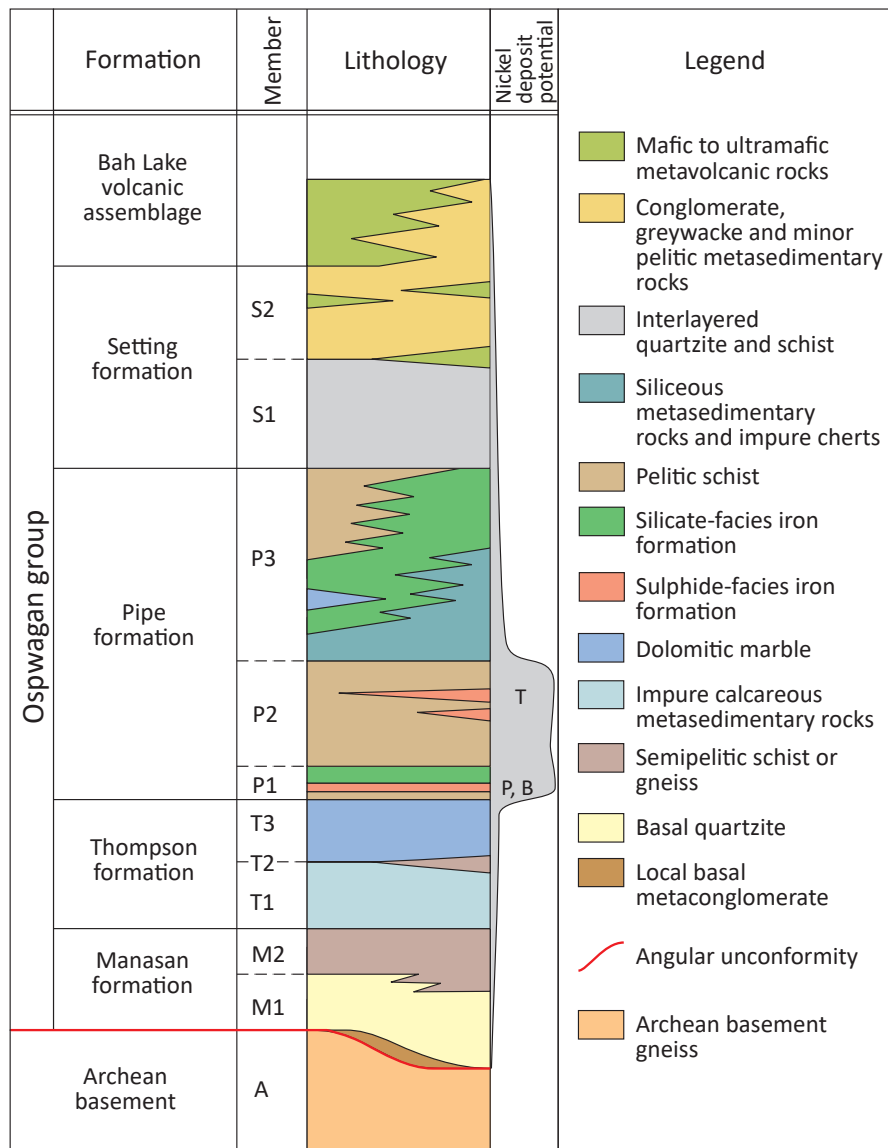 Formation
Member
Lithology
Nickel
deposit
potential
Legend
Ospwagan group
Bah Lake
volcanic
assemblage
Setting
formation
S2
S1
Pipe
formation
P3
P2
P1
T
P, B
Thompson
formation
T3
T2
T1
Manasan
formation
M2
M1
Archean
basement
A
Mafic to ultramafic
metavolcanic rocks
Conglomerate,
greywacke and minor
pelitic metasedimentary
rocks
Interlayered
quartzite and schist
Siliceous
metasedimentary
rocks and impure cherts
Pelitic schist
Silicate-facies iron
formation
Sulphide-facies iron
formation
Dolomitic marble
Impure calcareous
metasedimentary rocks
Semipelitic schist or
gneiss
Basal quartzite
Local basal
metaconglomerate
Angular unconformity
Archean basement
gneiss